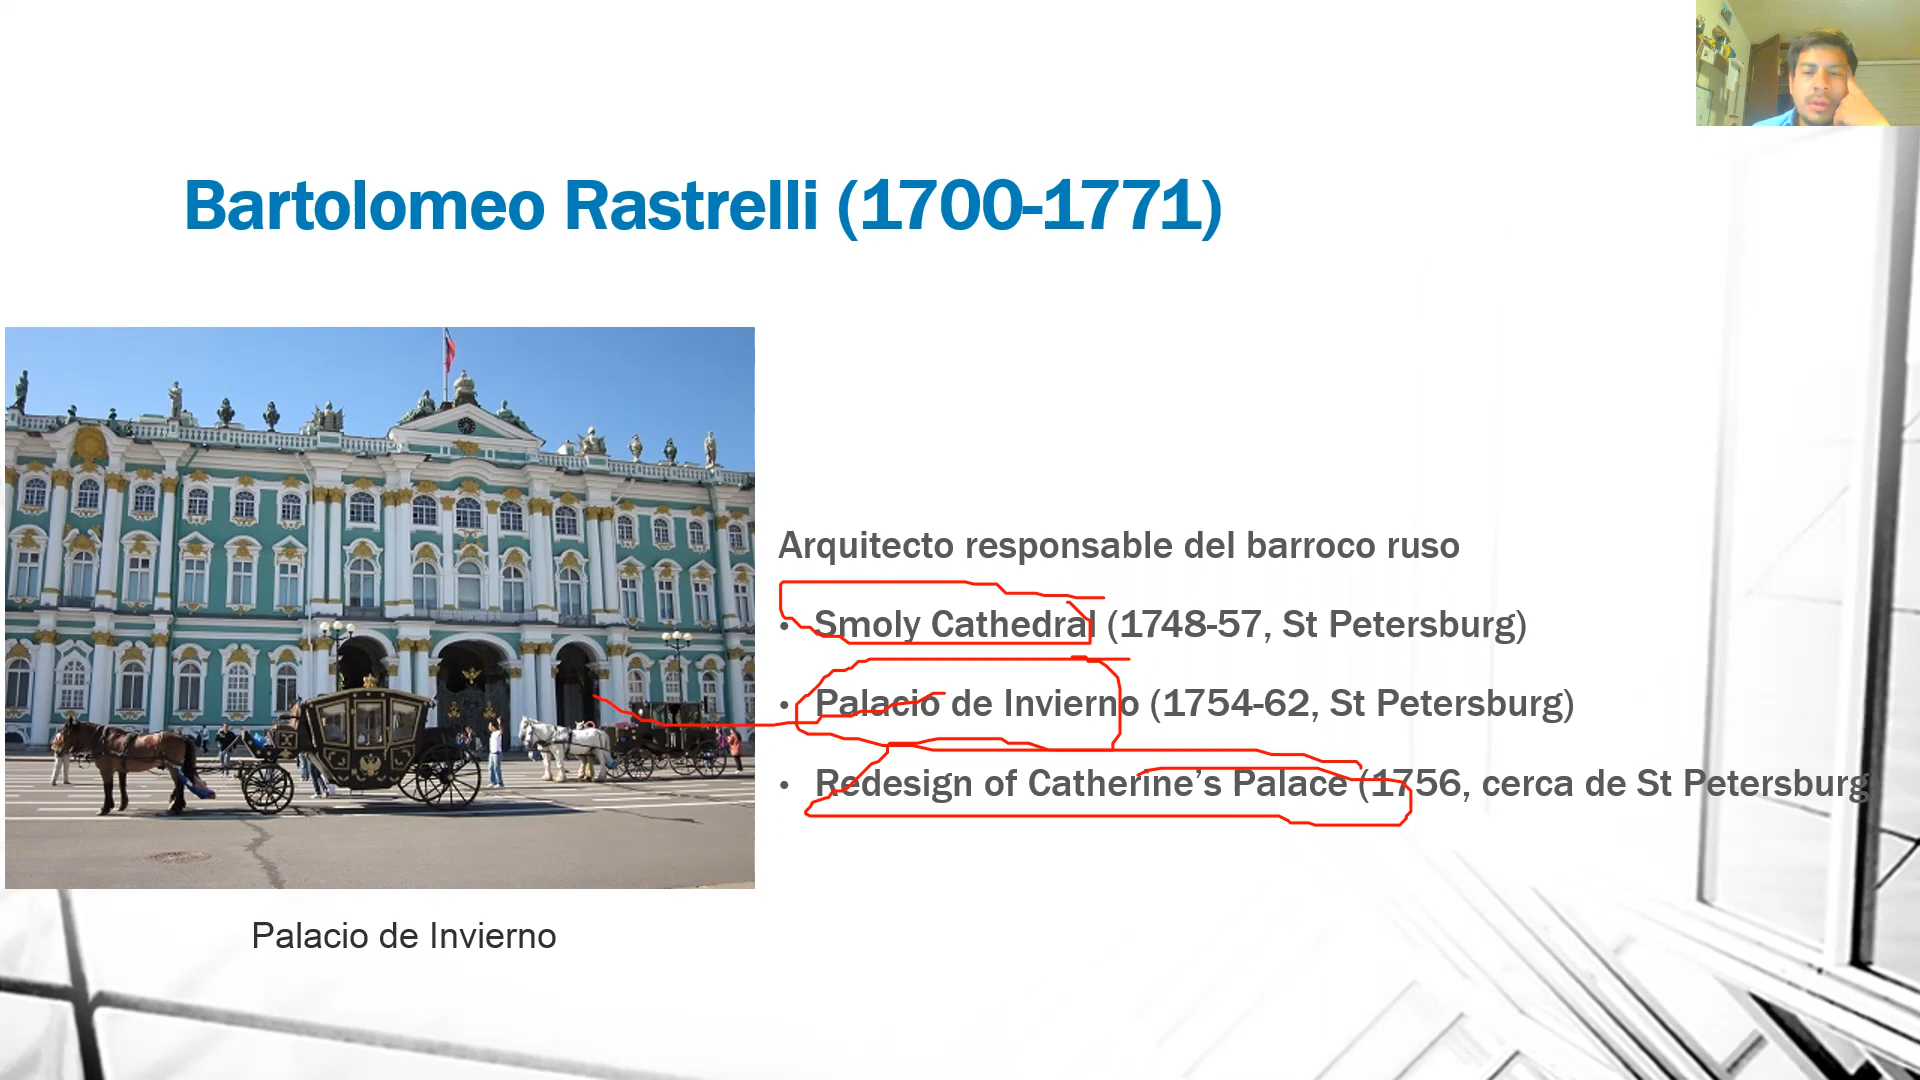 Bartolomeo Rastrelli (1700-1771)
Arquitecto responsable del barroco ruso
• Smoly Cathedral (1748-57, St Petersburg)
• Palacio de Invierno (1754-62, St Petersburg)
• Redesign of Catherine’s Palace (1756, cerca de St Petersburg
Palacio de Invierno